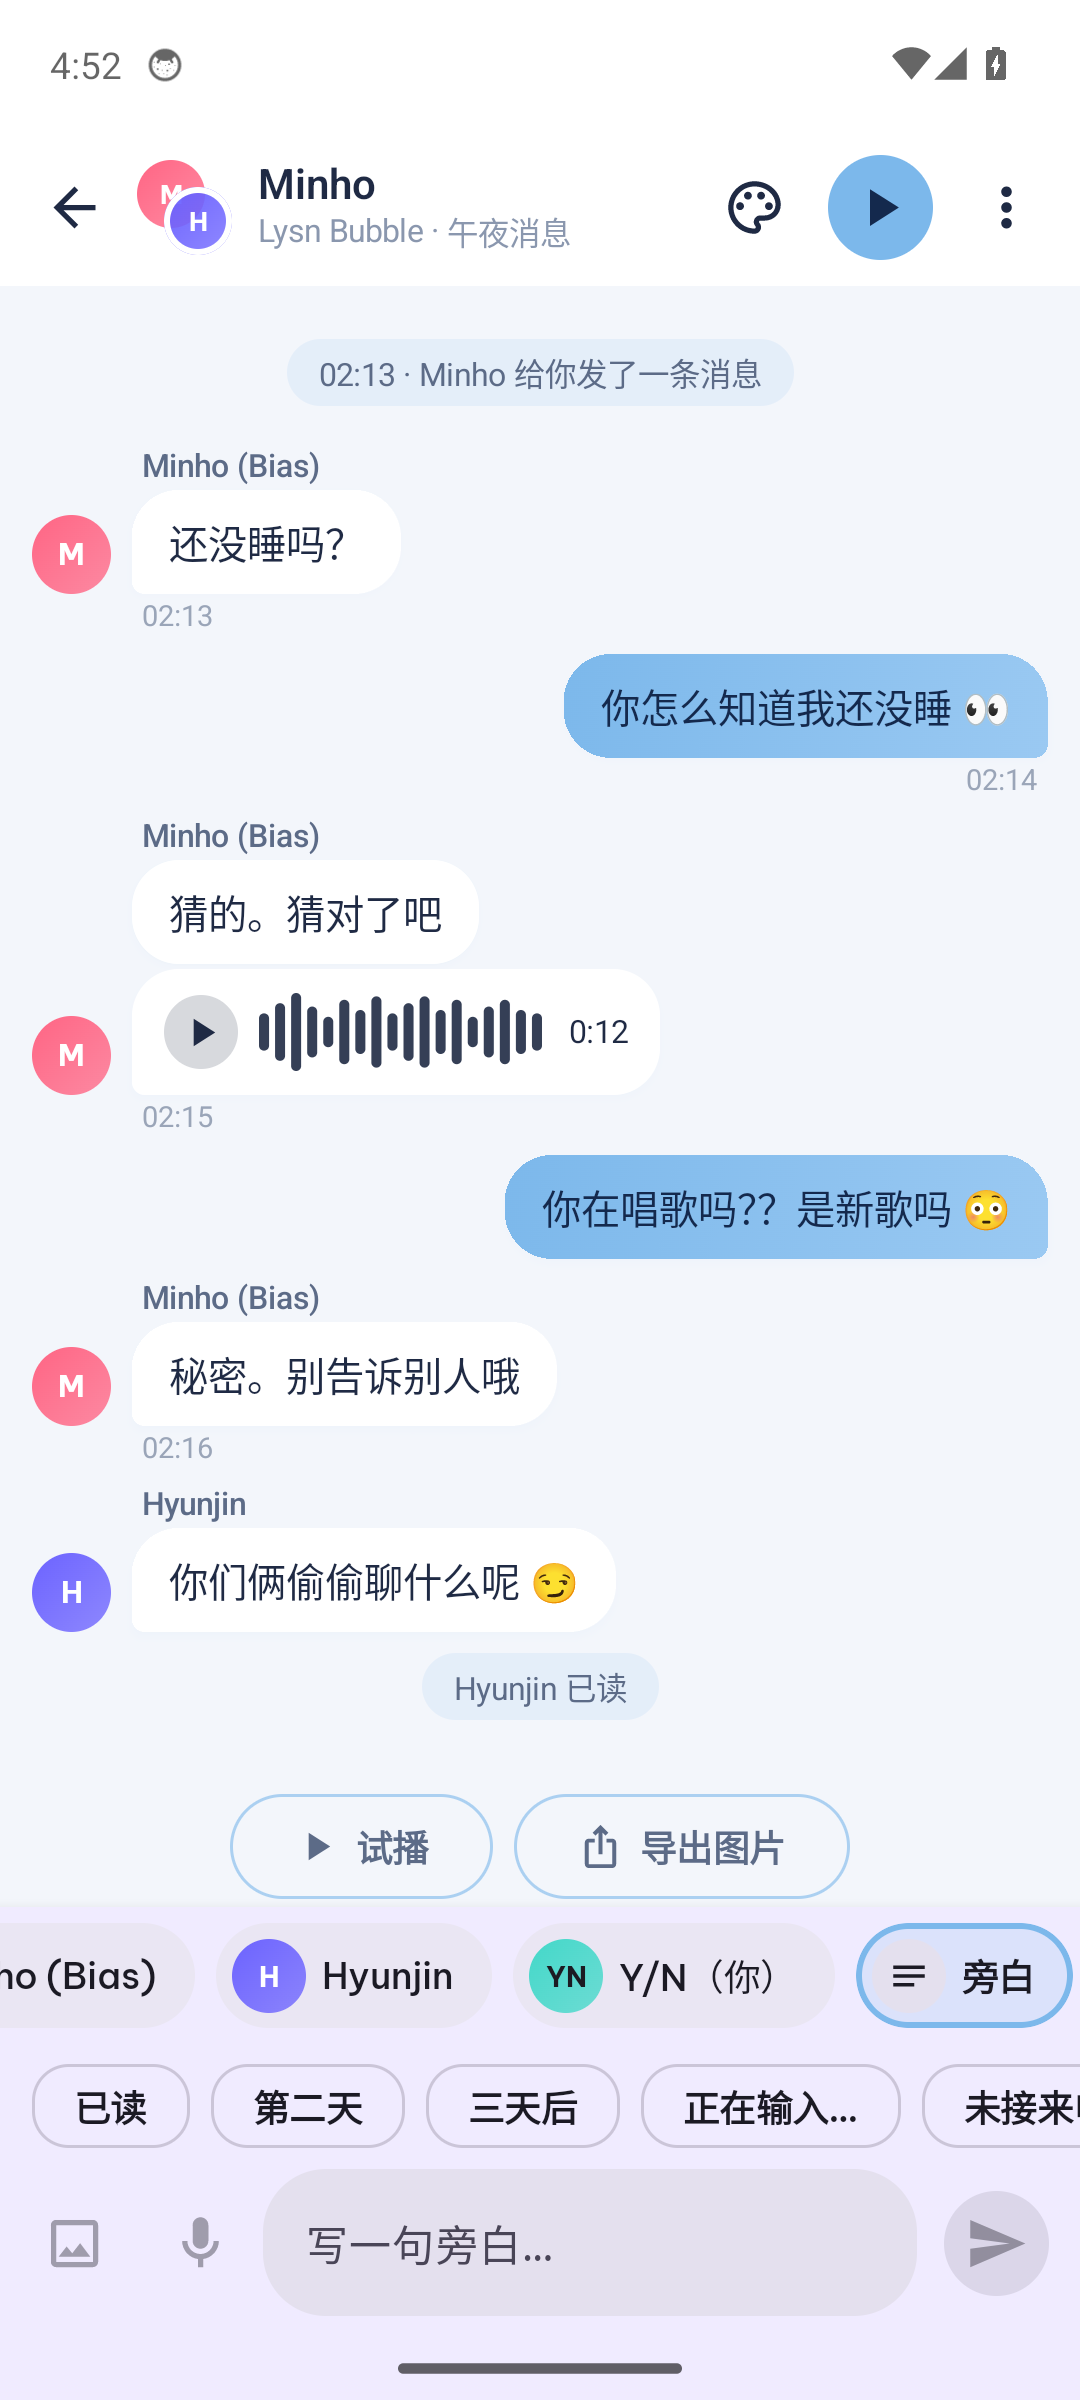 4:52
M
H
Minho
Lysn Bubble · 午夜消息
02:13 · Minho 给你发了一条消息
Minho (Bias)
M
还没睡吗？
02:13
你怎么知道我还没睡 👀
02:14
Minho (Bias)
猜的。猜对了吧
M
0:12
02:15
你在唱歌吗？？是新歌吗 😳
Minho (Bias)
M
秘密。别告诉别人哦
02:16
Hyunjin
H
你们俩偷偷聊什么呢 😏
Hyunjin 已读
试播
导出图片
no (Bias)
H
Hyunjin
YN
Y/N（你）
旁白
已读
第二天
三天后
正在输入...
未接来
写一句旁白...